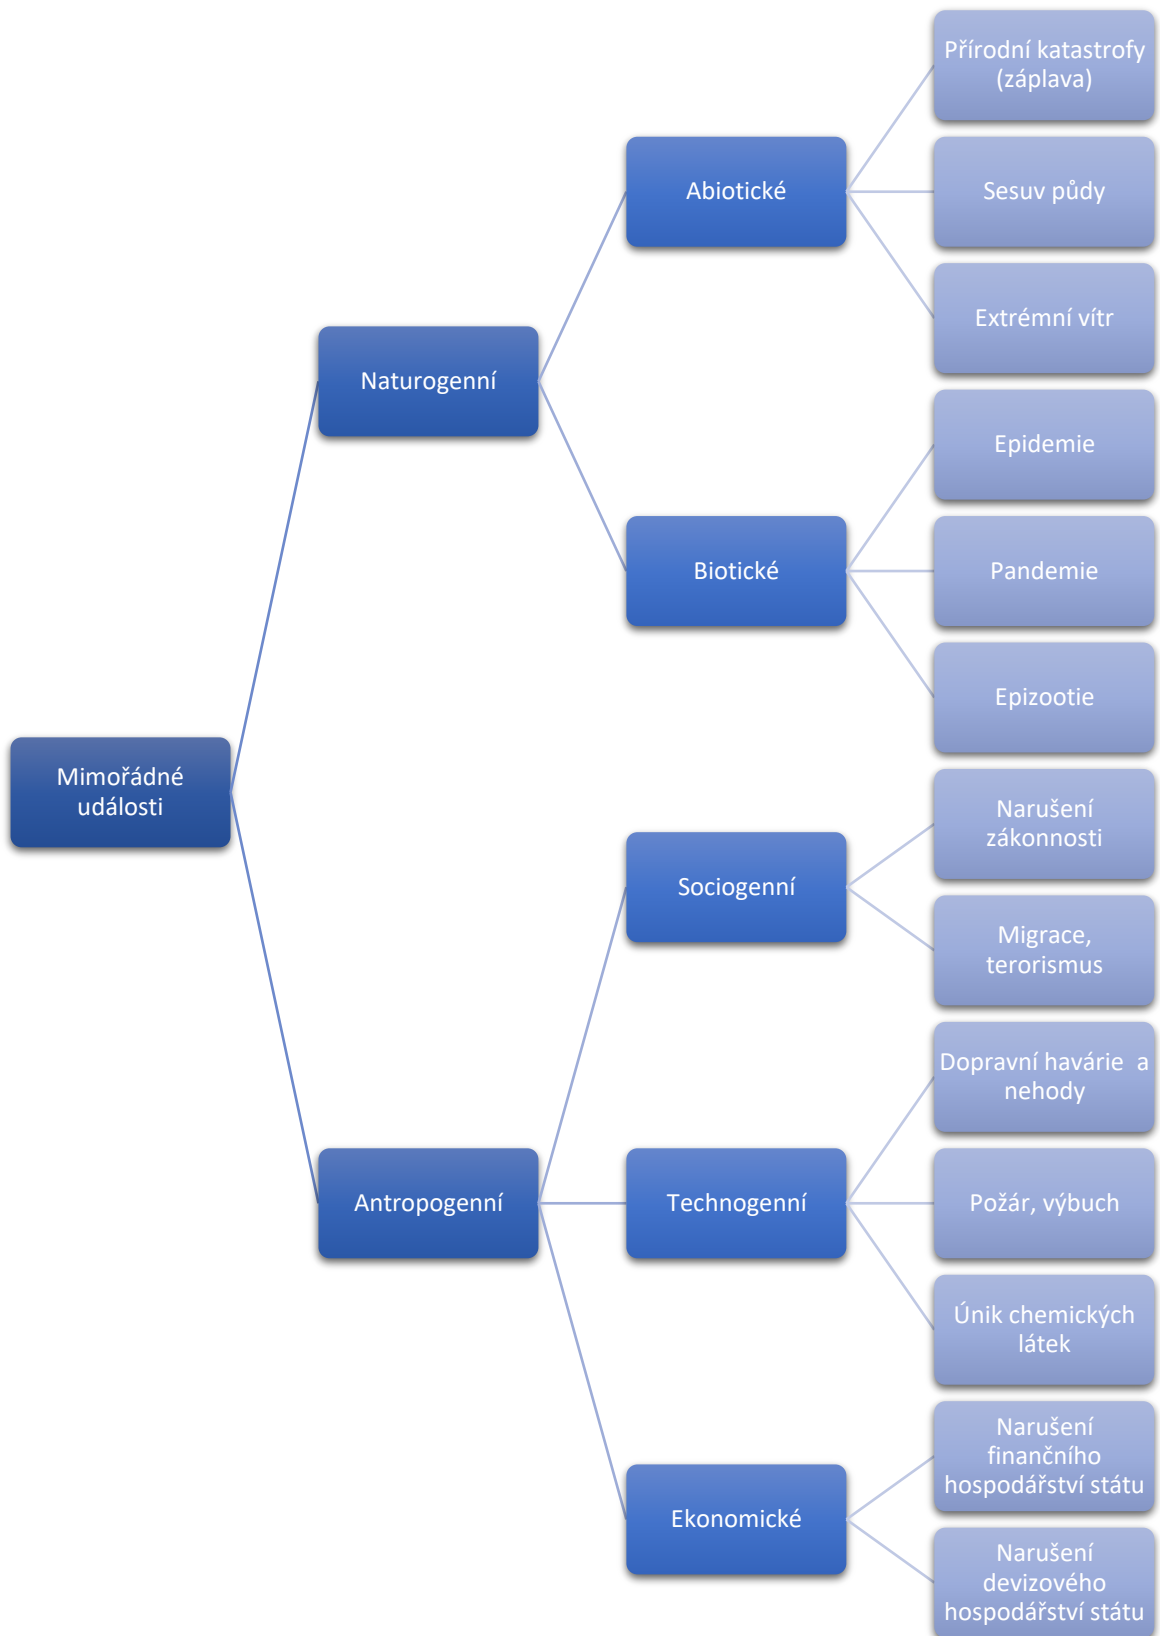 Mimořádné
události
Naturogenní
Abiotické
Přírodní katastrofy
(záplava)
Sesuv půdy
Extrémní vítr
Biotické
Epidemie
Pandemie
Epizootie
Antropogenní
Sociogenní
Narušení
zákonnosti
Migrace,
terorismus
Technogenní
Dopravní havárie a
nehody
Požár, výbuch
Únik chemických
látek
Ekonomické
Narušení
finančního
hospodářství státu
Narušení
devizového
hospodářství státu